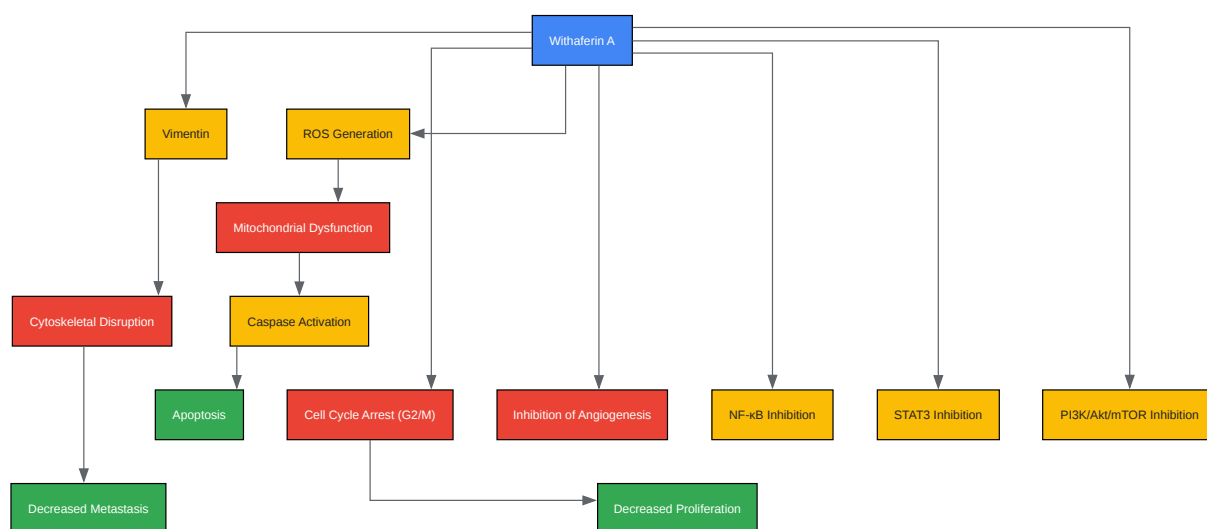 Withaferin A
Vimentin
ROS Generation
Mitochondrial Dysfunction
Cytoskeletal Disruption
Caspase Activation
Apoptosis
Cell Cycle Arrest (G2/M)
Inhibition of Angiogenesis
NF-κB Inhibition
STAT3 Inhibition
PI3K/Akt/mTOR Inhibition
Decreased Metastasis
Decreased Proliferation